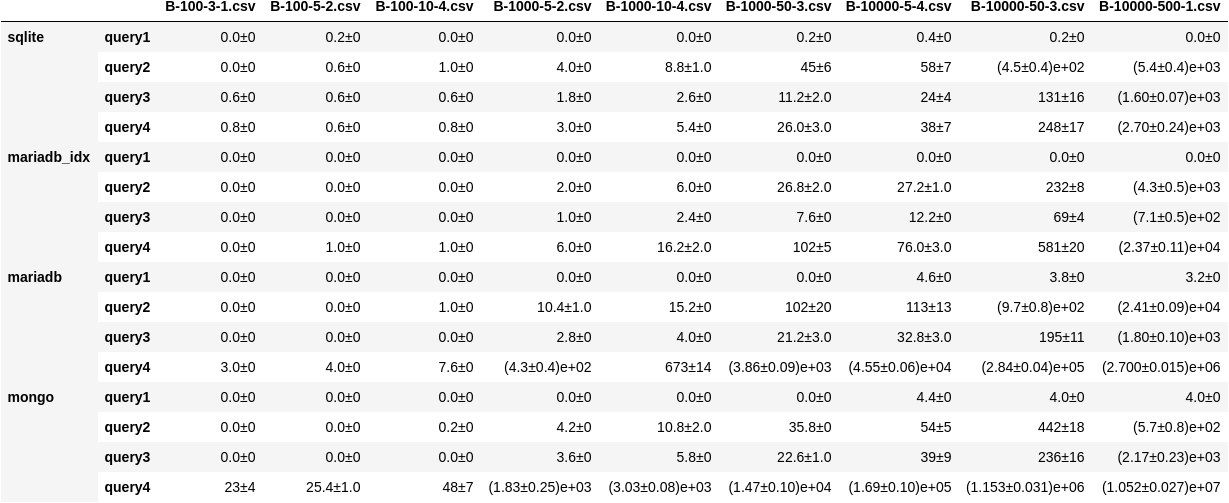 B-100-3-1.csv B-100-5-2.csv B-100-10-4.csv B-1000-5-2.csv B-1000-10-4.csv B-1000-50-3.csv B-10000-5-4.csv B-10000-50-3.csv B-10000-500-1.csv
sqlite query1 0.0±0 0.2±0 0.0±0 0.0±0 0.0±0 0.2±0 0.4±0 0.2±0 0.0±0
query2 0.0±0 0.6±0 1.0±0 4.0±0 8.8±1.0 45±6 58±7 (4.5±0.4)e+02 (5.4±0.4)e+03
query3 0.6±0 0.6±0 0.6±0 1.8±0 2.6±0 11.2±2.0 24±4 131±16 (1.60±0.07)e+03
query4 0.8±0 0.6±0 0.8±0 3.0±0 5.4±0 26.0±3.0 38±7 248±17 (2.70±0.24)e+03
mariadb_idx query1 0.0±0 0.0±0 0.0±0 0.0±0 0.0±0 0.0±0 0.0±0 0.0±0 0.0±0
query2 0.0±0 0.0±0 0.0±0 2.0±0 6.0±0 26.8±2.0 27.2±1.0 232±8 (4.3±0.5)e+03
query3 0.0±0 0.0±0 0.0±0 1.0±0 2.4±0 7.6±0 12.2±0 69±4 (7.1±0.5)e+02
query4 0.0±0 1.0±0 1.0±0 6.0±0 16.2±2.0 102±5 76.0±3.0 581±20 (2.37±0.11)e+04
mariadb query1 0.0±0 0.0±0 0.0±0 0.0±0 0.0±0 0.0±0 4.6±0 3.8±0 3.2±0
query2 0.0±0 0.0±0 1.0±0 10.4±1.0 15.2±0 102±20 113±13 (9.7±0.8)e+02 (2.41±0.09)e+04
query3 0.0±0 0.0±0 0.0±0 2.8±0 4.0±0 21.2±3.0 32.8±3.0 195±11 (1.80±0.10)e+03
query4 3.0±0 4.0±0 7.6±0 (4.3±0.4)e+02 673±14 (3.86±0.09)e+03 (4.55±0.06)e+04 (2.84±0.04)e+05 (2.700±0.015)e+06
mongo query1 0.0±0 0.0±0 0.0±0 0.0±0 0.0±0 0.0±0 4.4±0 4.0±0 4.0±0
query2 0.0±0 0.0±0 0.2±0 4.2±0 10.8±2.0 35.8±0 54±5 442±18 (5.7±0.8)e+02
query3 0.0±0 0.0±0 0.0±0 3.6±0 5.8±0 22.6±1.0 39±9 236±16 (2.17±0.23)e+03
query4 23±4 25.4±1.0 48±7 (1.83±0.25)e+03 (3.03±0.08)e+03 (1.47±0.10)e+04 (1.69±0.10)e+05 (1.153±0.031)e+06 (1.052±0.027)e+07